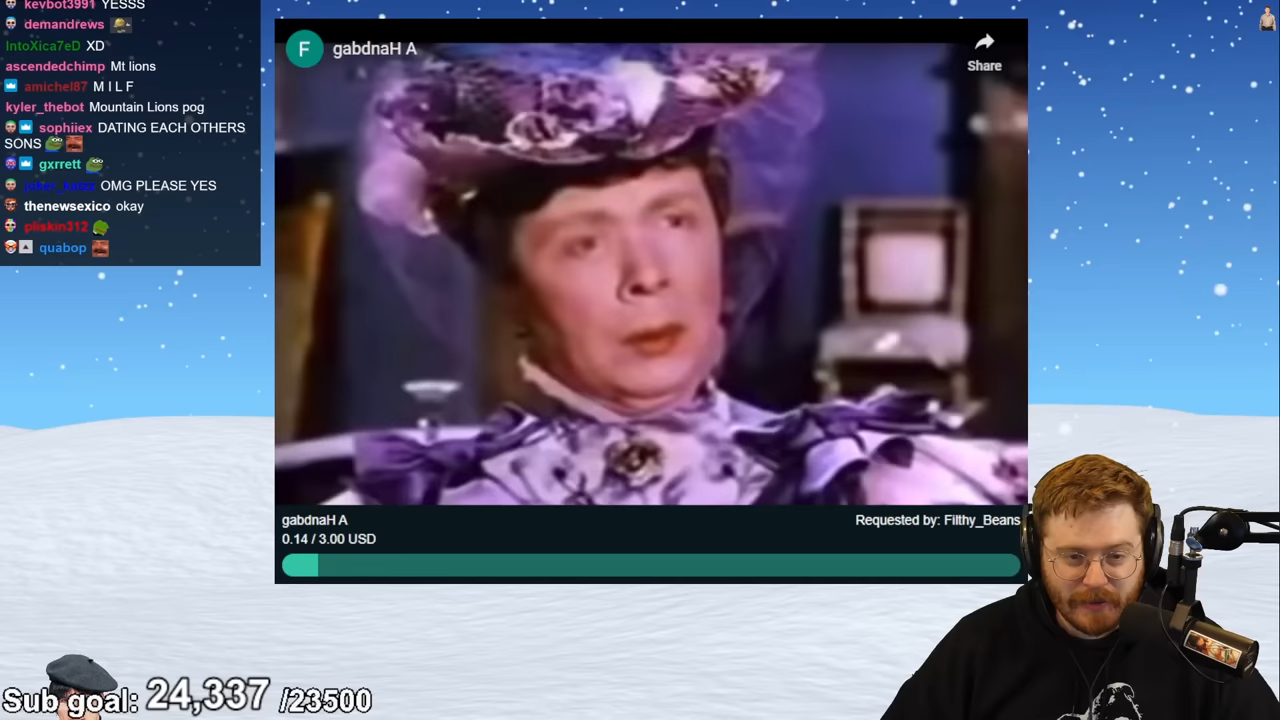 keybot3991 YESSS
demandrews
IntoXica7eD XD
ascendedchimp Mt lions
amichel87 M I L F
kyler_thebot Mountain Lions pog
sophiiex DATING EACH OTHERS
SONS
gxrrett
OMG PLEASE YES
thenewsexico okay
pliskin312
quabop
F
gabdnaH A
Share
gabdnaH A
Requested by: Filthy_Beans
0.14 / 3.00 USD
Sub goal: 24,337 /23500